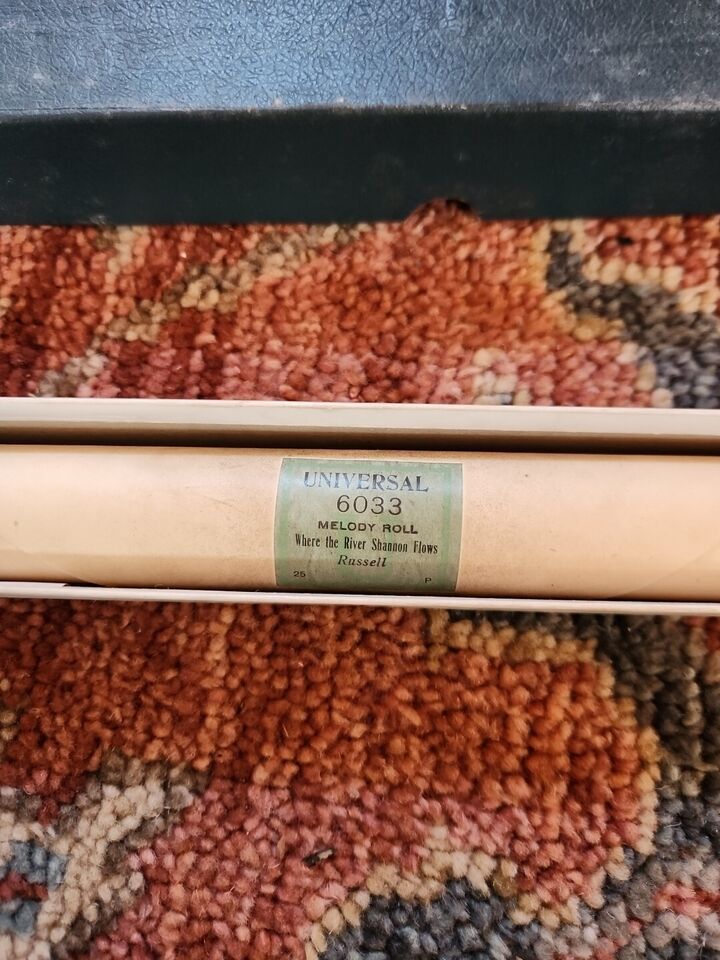 UNIVERSAL
6033
MELODY ROLL
Where the River Shannon Flows
Russell
25 P